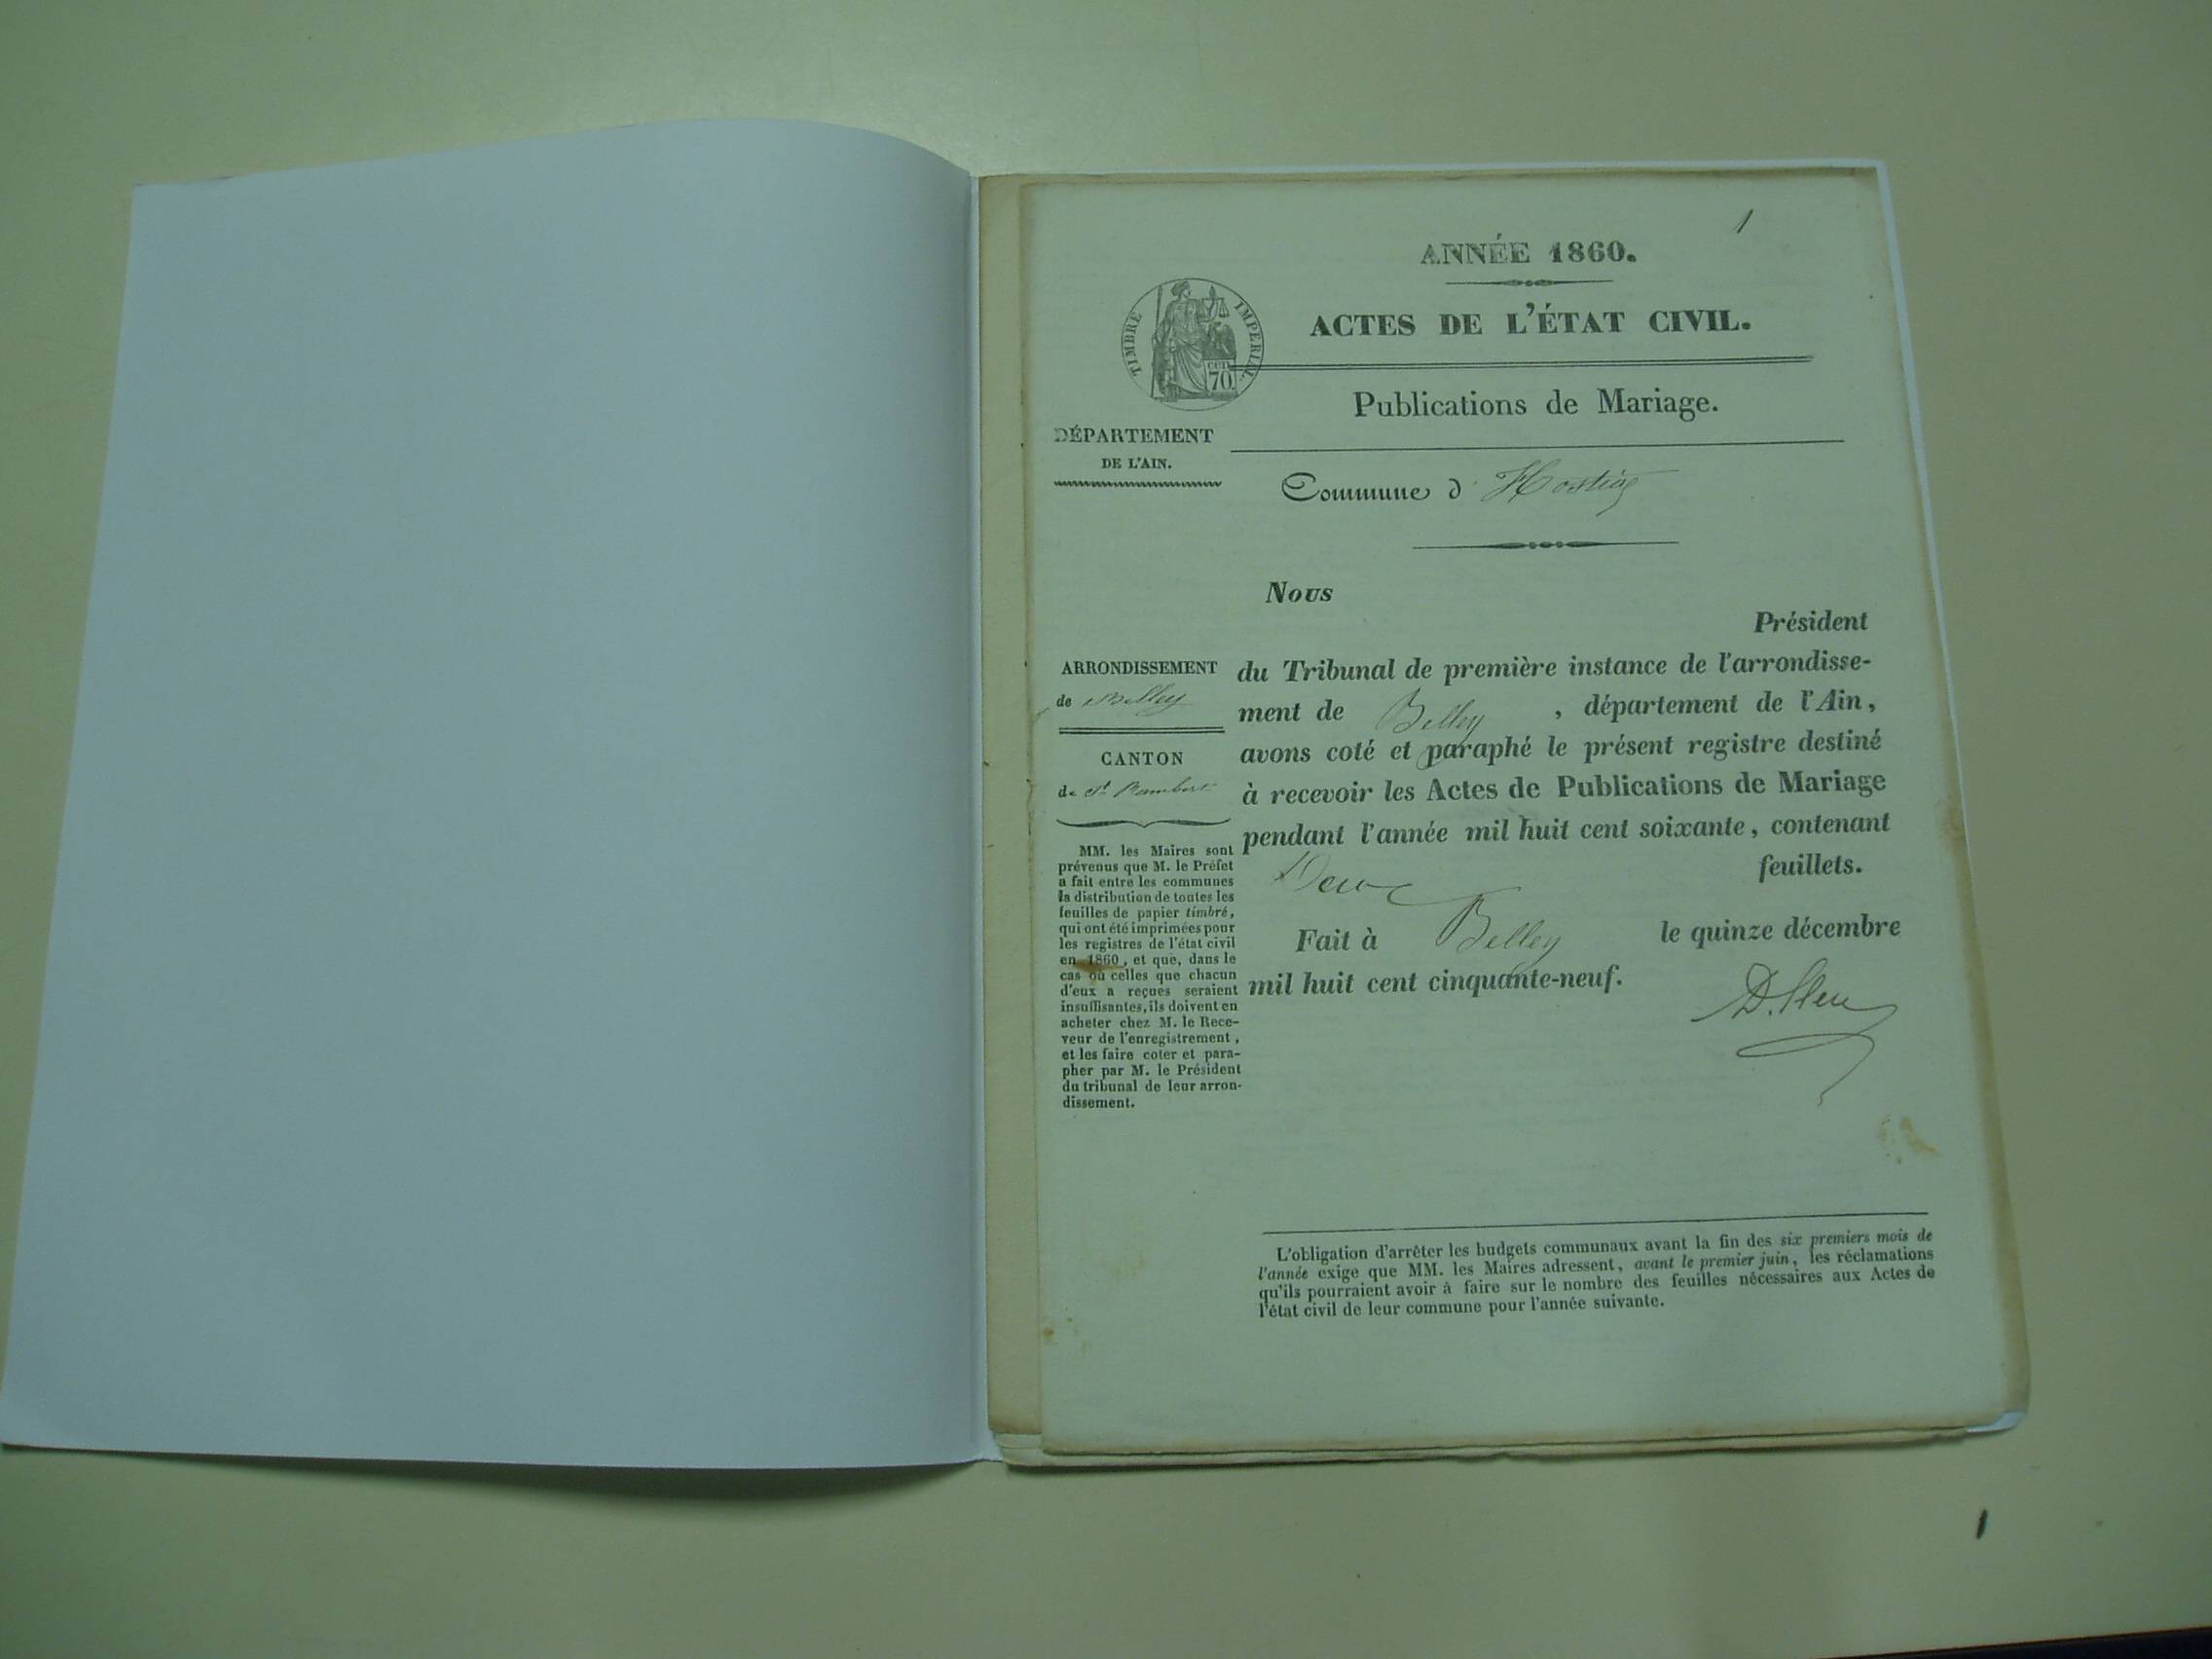 1
ANNÉE 1860.
TIMBRE IMPERIAL.
CEN 70
ACTES DE L'ÉTAT CIVIL.
Publications de Mariage.
DÉPARTEMENT
DE L'AIN.
Commune d' Hostiaz
Nous
Président
du Tribunal de première instance de l'arrondisse-
ment de Belley, département de l'Ain,
avons coté et paraphé le présent registre destiné
à recevoir les Actes de Publications de Mariage
pendant l'année mil huit cent soixante, contenant
Deux feuillets.
Fait à Belley le quinze décembre
mil huit cent cinquante-neuf.
ARRONDISSEMENT
de Belley
CANTON
de St Rambert
MM. les Maires sont
prévenus que M. le Préfet
a fait entre les communes
la distribution de toutes les
feuilles de papier timbré,
qui ont été imprimées pour
les registres de l'état civil
en 1860, et que, dans le
cas où celles que chacun
d'eux a reçues seraient
insuffisantes, ils doivent en
acheter chez M. le Rece-
veur de l'enregistrement,
et les faire coter et para-
pher par M. le Président
du tribunal de leur arron-
dissement.
L'obligation d'arrêter les budgets communaux avant la fin des six premiers mois de
l'année exige que MM. les Maires adressent, avant le premier juin, les réclamations
qu'ils pourraient avoir à faire sur le nombre des feuilles nécessaires aux Actes de
l'état civil de leur commune pour l'année suivante.